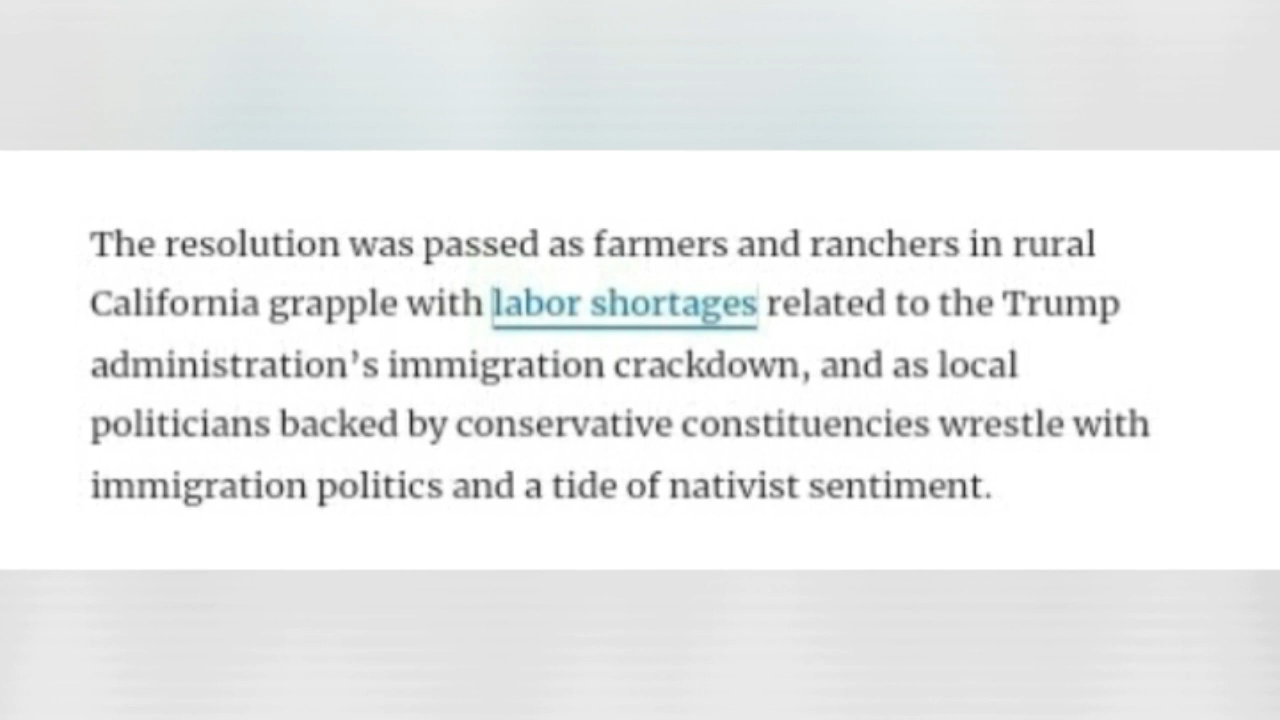 The resolution was passed as farmers and ranchers in rural
California grapple with labor shortages related to the Trump
administration’s immigration crackdown, and as local
politicians backed by conservative constituencies wrestle with
immigration politics and a tide of nativist sentiment.